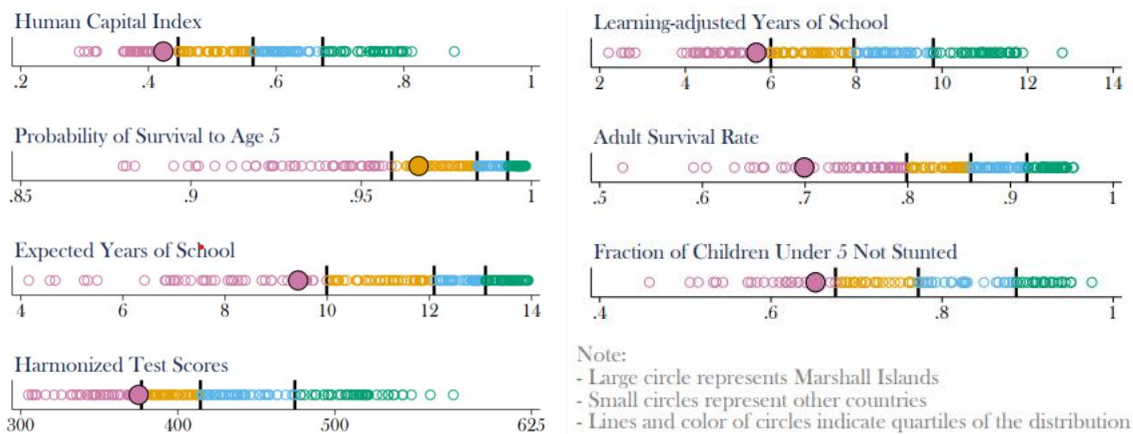 Human Capital Index
.2 .4 .6 .8 1
Probability of Survival to Age 5
.85 .9 .95 1
Expected Years of School
4 6 8 10 12 14
Harmonized Test Scores
300 400 500 625
Learning-adjusted Years of School
2 4 6 8 10 12 14
Adult Survival Rate
.5 .6 .7 .8 .9 1
Fraction of Children Under 5 Not Stunted
.4 .6 .8 1
Note:
- Large circle represents Marshall Islands
- Small circles represent other countries
- Lines and color of circles indicate quartiles of the distribution